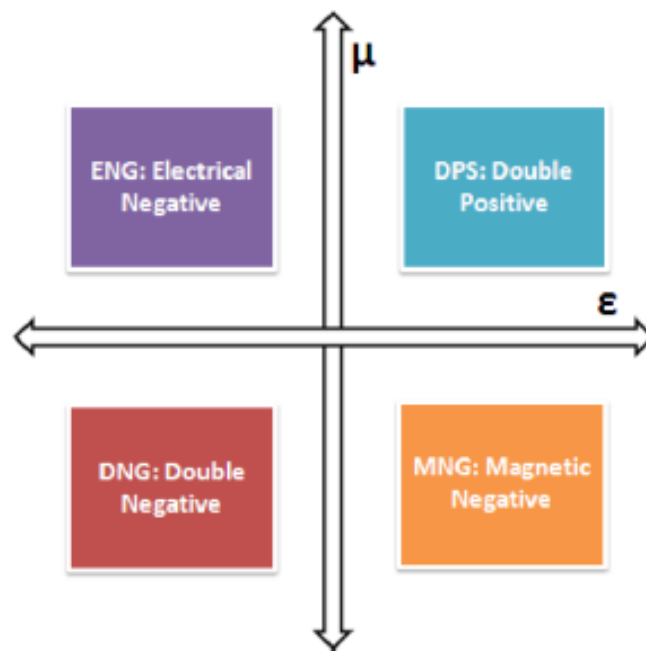 μ
ENG: Electrical
Negative
DPS: Double
Positive
ε
DNG: Double
Negative
MNG: Magnetic
Negative